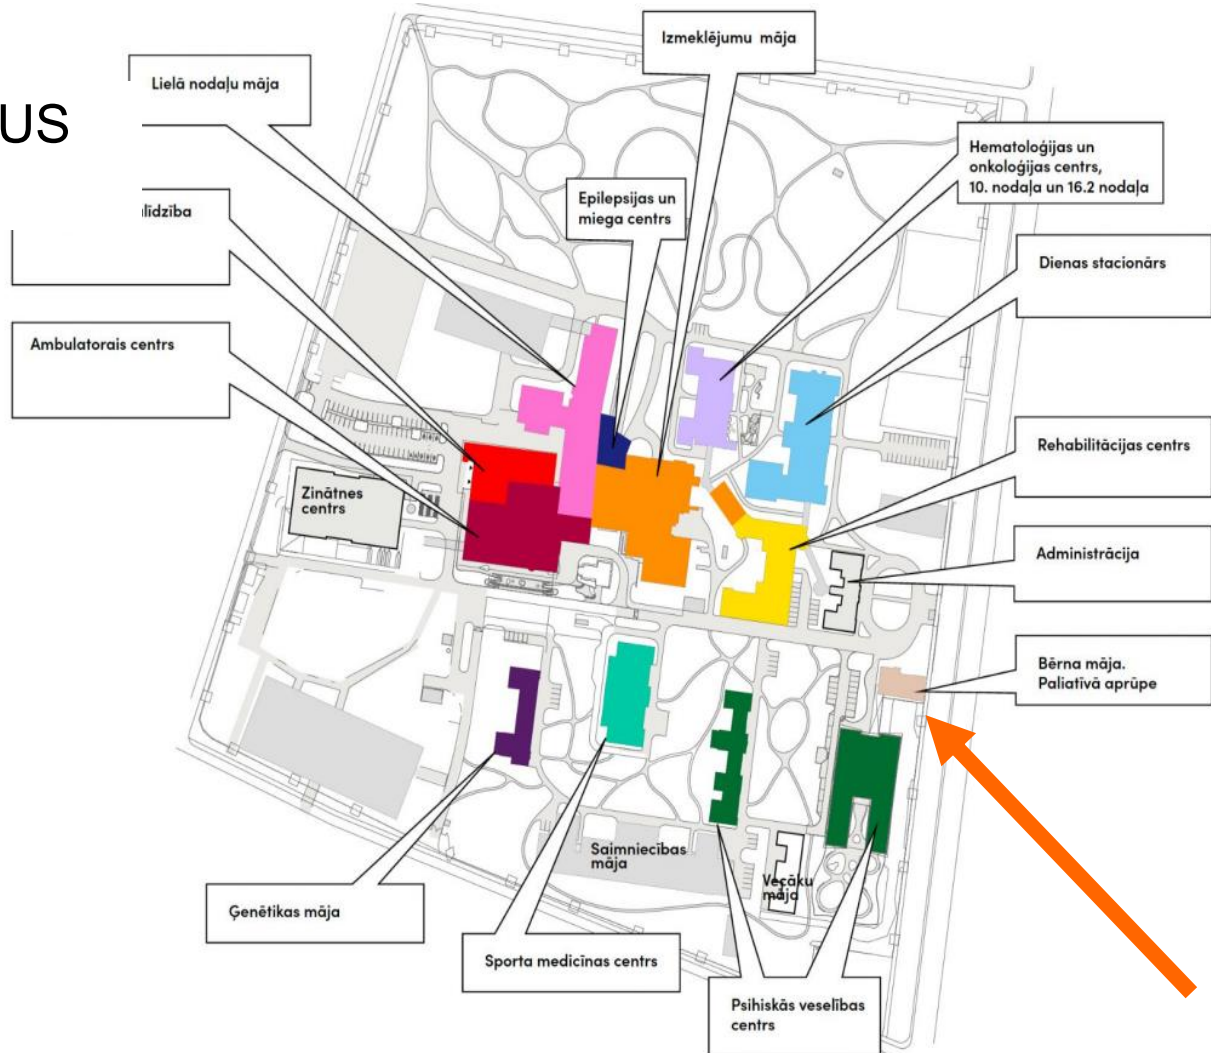 Izmeklējumu māja
Lielā nodaļu māja
US
Hematoloģijas un
onkoloģijas centrs,
10. nodaļa un 16.2 nodaļa
Epilepsijas un
miega centrs
līdzība
Dienas stacionārs
Ambulatorais centrs
Rehabilitācijas centrs
Zinātnes
centrs
Administrācija
Bērna māja.
Paliatīvā aprūpe
Saimniecības
māja
Vecāku
māja
Ģenētikas māja
Sporta medicīnas centrs
Psihiskās veselības
centrs